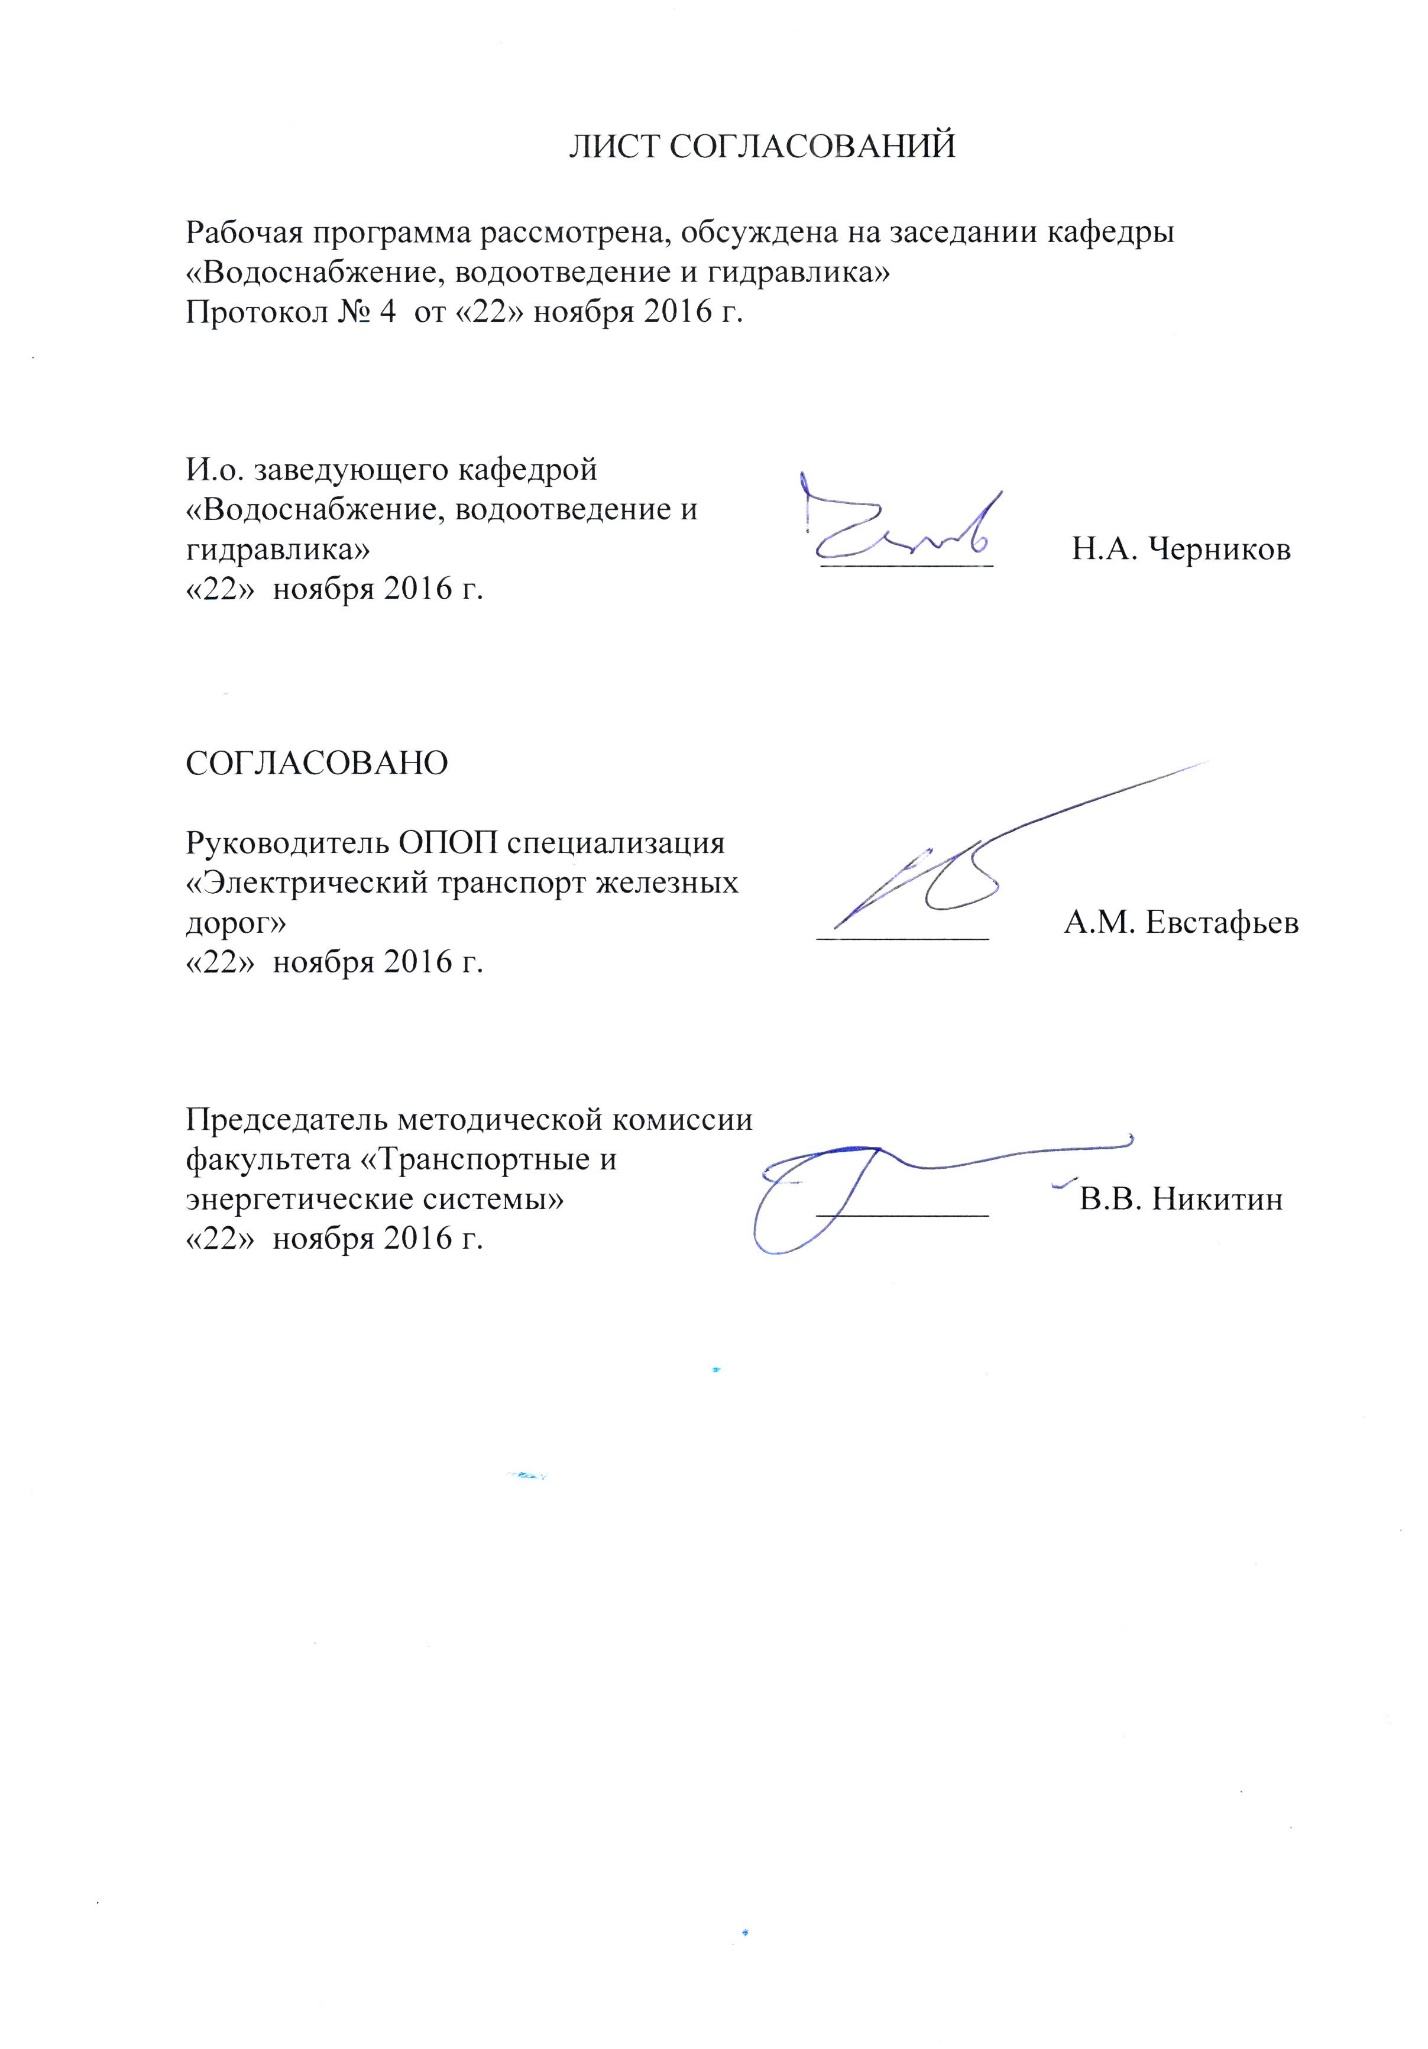 ЛИСТ СОГЛАСОВАНИЙ
Рабочая программа рассмотрена, обсуждена на заседании кафедры
«Водоснабжение, водоотведение и гидравлика»
Протокол № 4 от «22» ноября 2016 г.
И.о. заведующего кафедрой
«Водоснабжение, водоотведение и
гидравлика» Н.А. Черников
«22» ноября 2016 г.
СОГЛАСОВАНО
Руководитель ОПОП специализация
«Электрический транспорт железных
дорог» А.М. Евстафьев
«22» ноября 2016 г.
Председатель методической комиссии
факультета «Транспортные и
энергетические системы» В.В. Никитин
«22» ноября 2016 г.